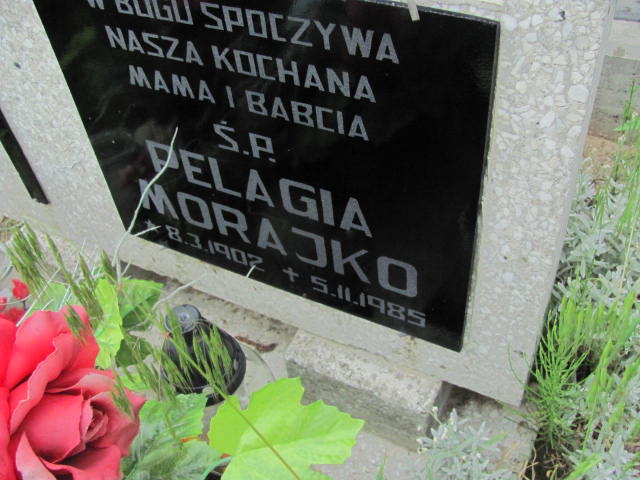 W BOGU SPOCZYWA
NASZA KOCHANA
MAMA I BABCIA
Ś.P.
PELAGIA
MORAJKO
* 8.3.1902 + 5.11.1985